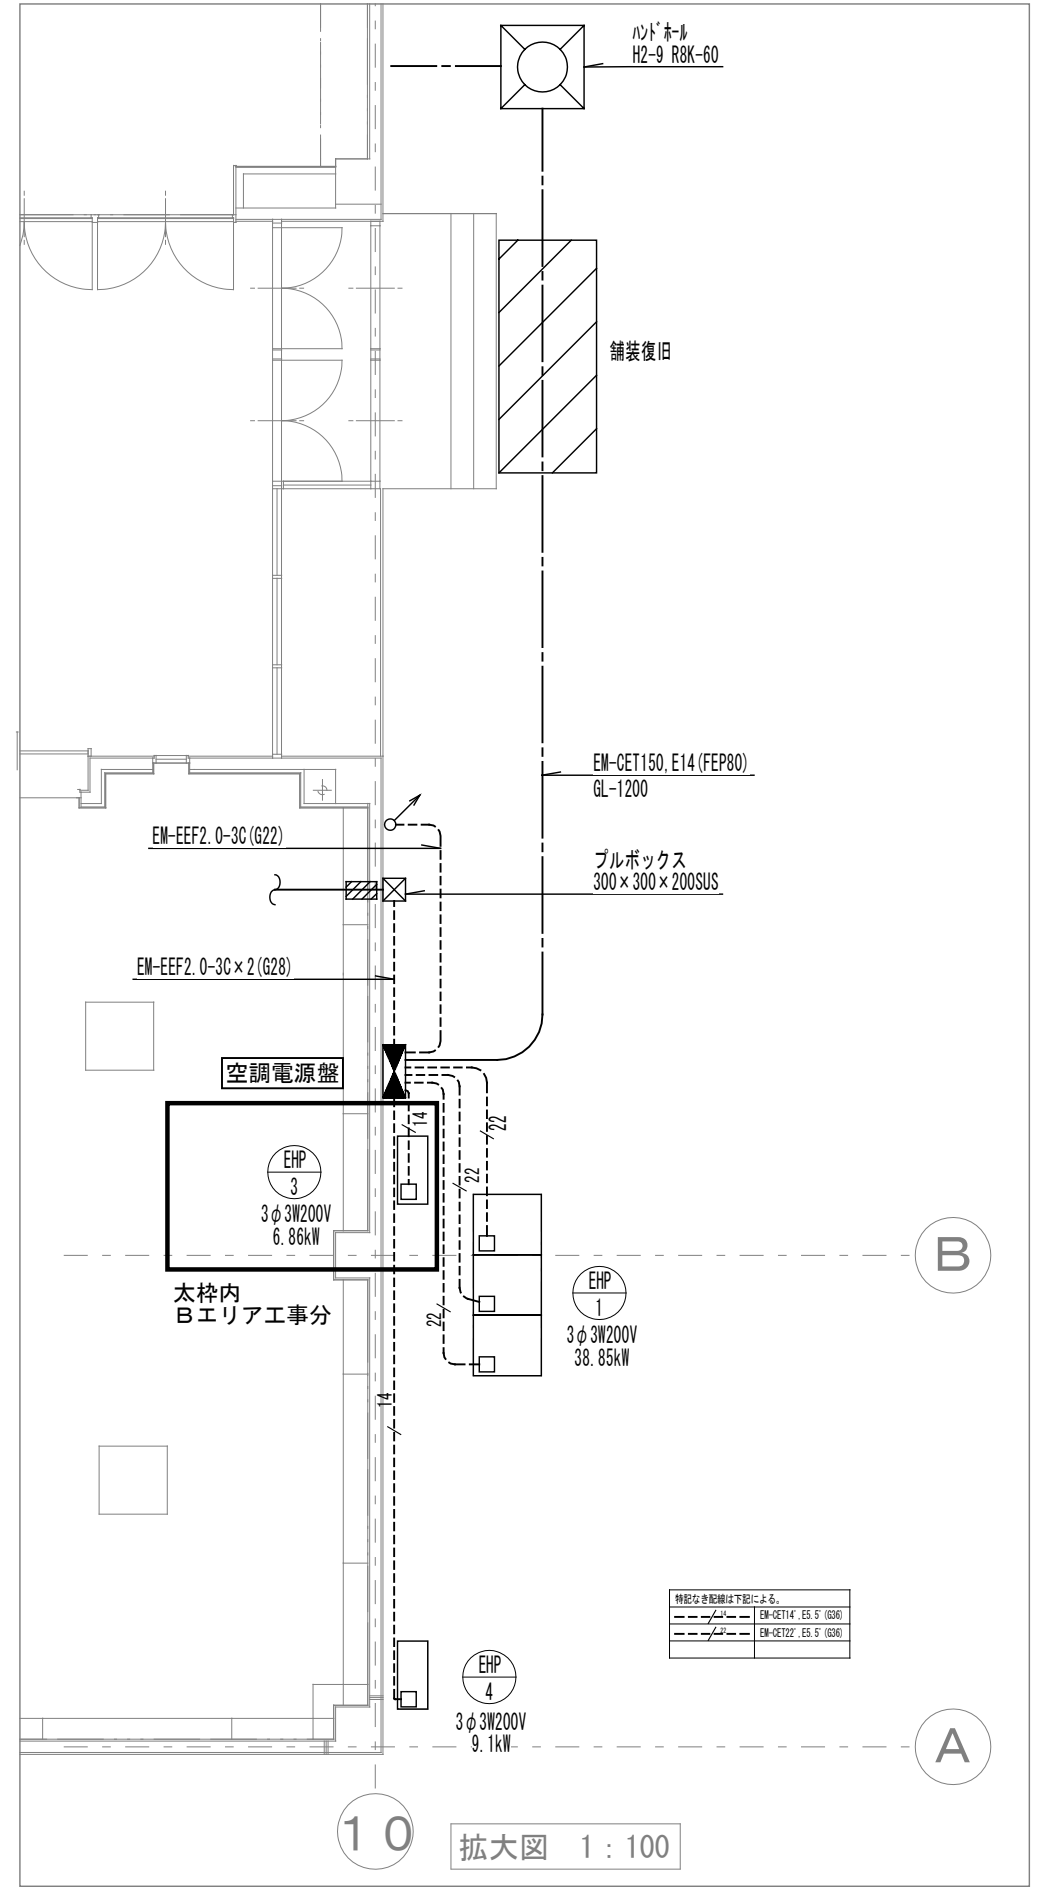 ハンドホール
H2-9 R8K-60
舗装復旧
EM-CET150,E14(FEP80)
GL-1200
EM-EEF2.0-3C(G22)
プルボックス
300×300×200SUS
EM-EEF2.0-3C×2(G28)
空調電源盤
14
22
22
EHP
3
3φ3W200V
6.86kW
B
太枠内
Bエリア工事分
22
EHP
1
3φ3W200V
38.85kW
14
特記なき配線は下記による。
14 EM-CET14゜,E5.5゜(G36)
22 EM-CET22゜,E5.5゜(G36)
EHP
4
3φ3W200V
9.1kW
A
10
拡大図 1:100